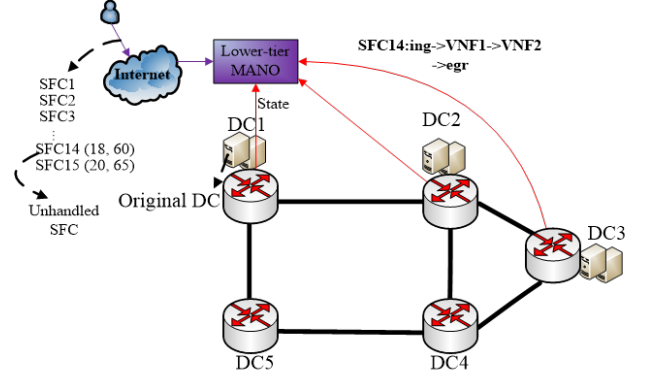 Lower-tier
MANO
SFC14:ing->VNF1->VNF2
->egr
Internet
SFC1
SFC2
SFC3
⋮
SFC14 (18, 60)
SFC15 (20, 65)
Unhandled
SFC
State
DC1
DC2
Original DC
DC3
DC5
DC4